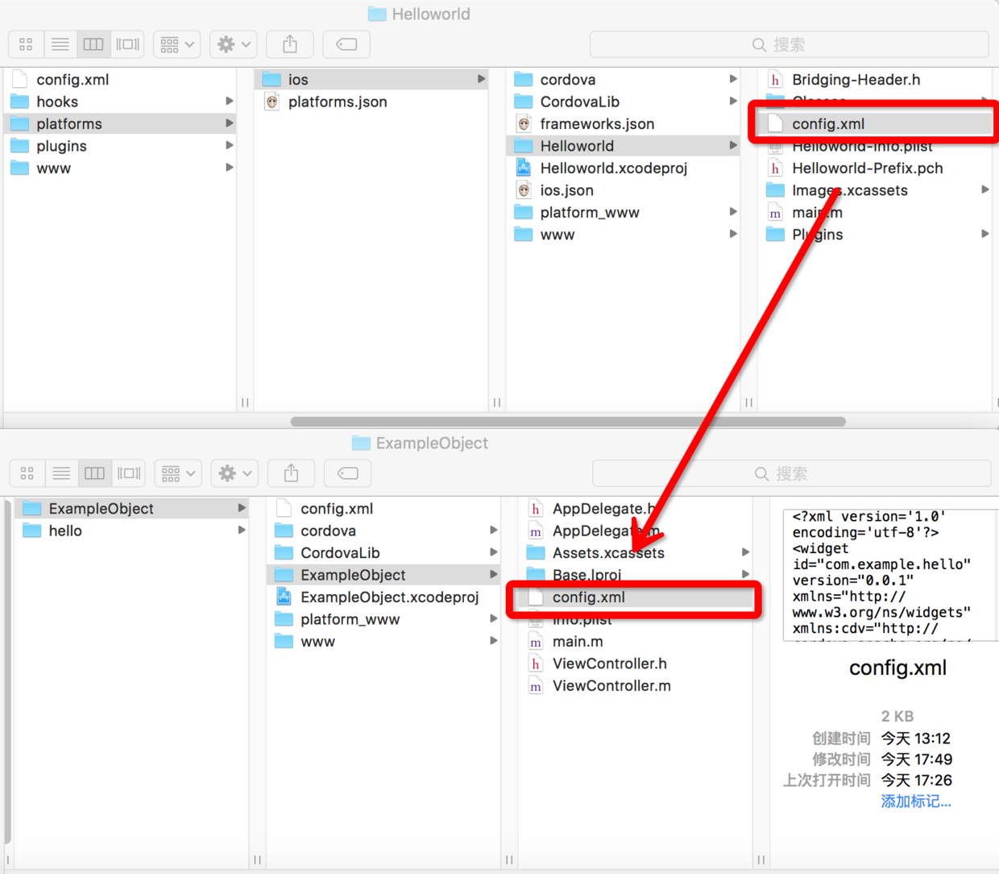 Helloworld
搜索
config.xml
hooks
platforms
plugins
www
ios
platforms.json
cordova
CordovaLib
frameworks.json
Helloworld
Helloworld.xcodeproj
ios.json
platform_www
www
Bridging-Header.h
Classes
config.xml
Helloworld-Info.plist
Helloworld-Prefix.pch
Images.xcassets
main.m
Plugins
ExampleObject
搜索
ExampleObject
hello
config.xml
cordova
CordovaLib
ExampleObject
ExampleObject.xcodeproj
platform_www
www
AppDelegate.h
AppDelegate.m
Assets.xcassets
Base.lproj
config.xml
Info.plist
main.m
ViewController.h
ViewController.m
<?xml version='1.0'
encoding='utf-8'?>
<widget
id="com.example.hello"
version="0.0.1"
xmlns="http://
www.w3.org/ns/widgets"
xmlns:cdv="http://
config.xml
2 KB
创建时间 今天 13:12
修改时间 今天 17:49
上次打开时间 今天 17:26
添加标记...